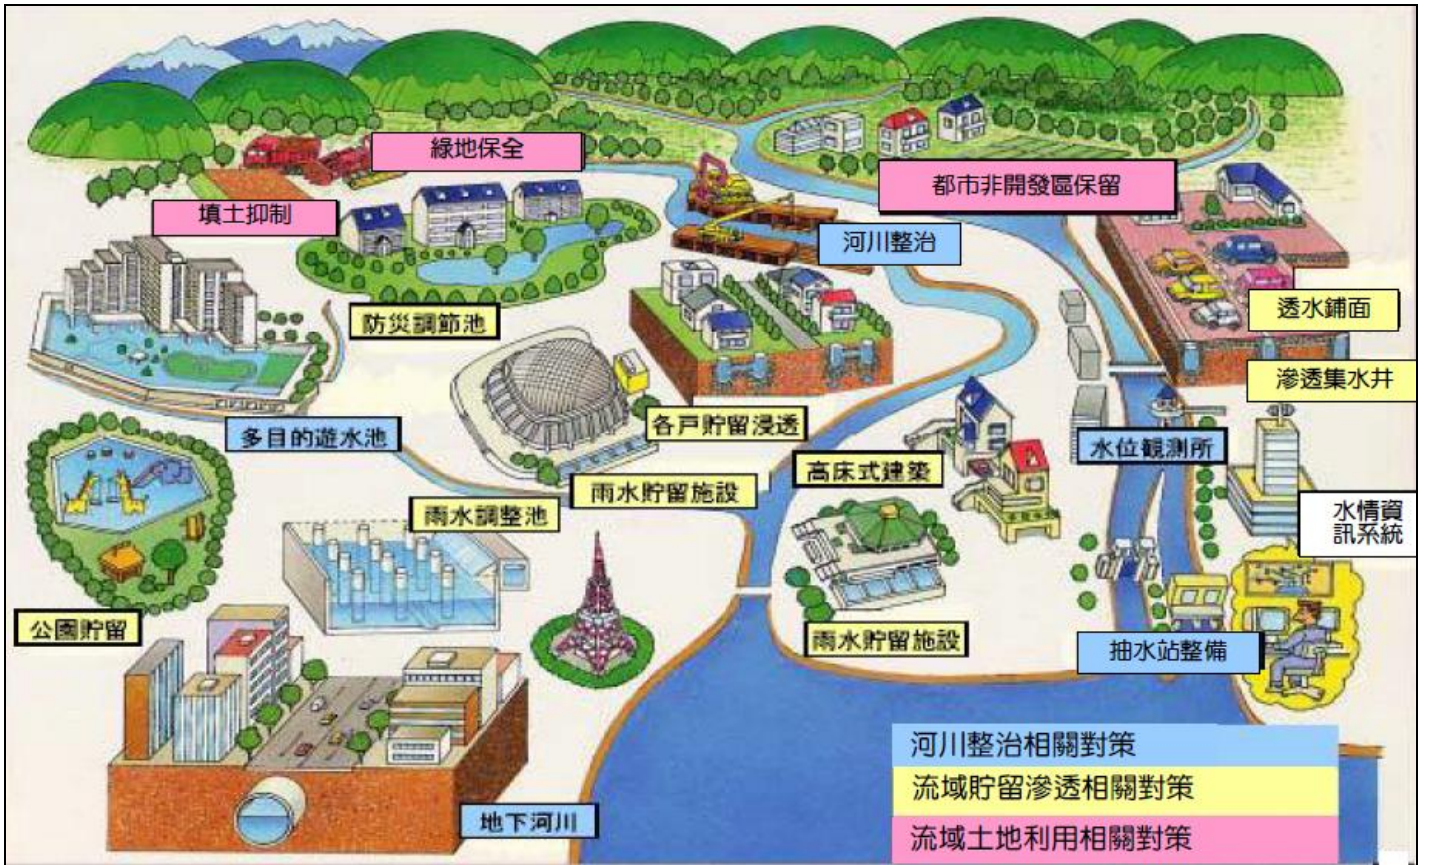 綠地保全
都市非開發區保留
填土抑制
河川整治
防災調節池
透水鋪面
滲透集水井
各戸貯留浸透
多目的遊水池
水位観測所
高床式建築
雨水貯留施設
雨水調整池
水情資
訊系統
公園貯留
雨水貯留施設
抽水站整備
地下河川
河川整治相關對策
流域貯留滲透相關對策
流域土地利用相關對策